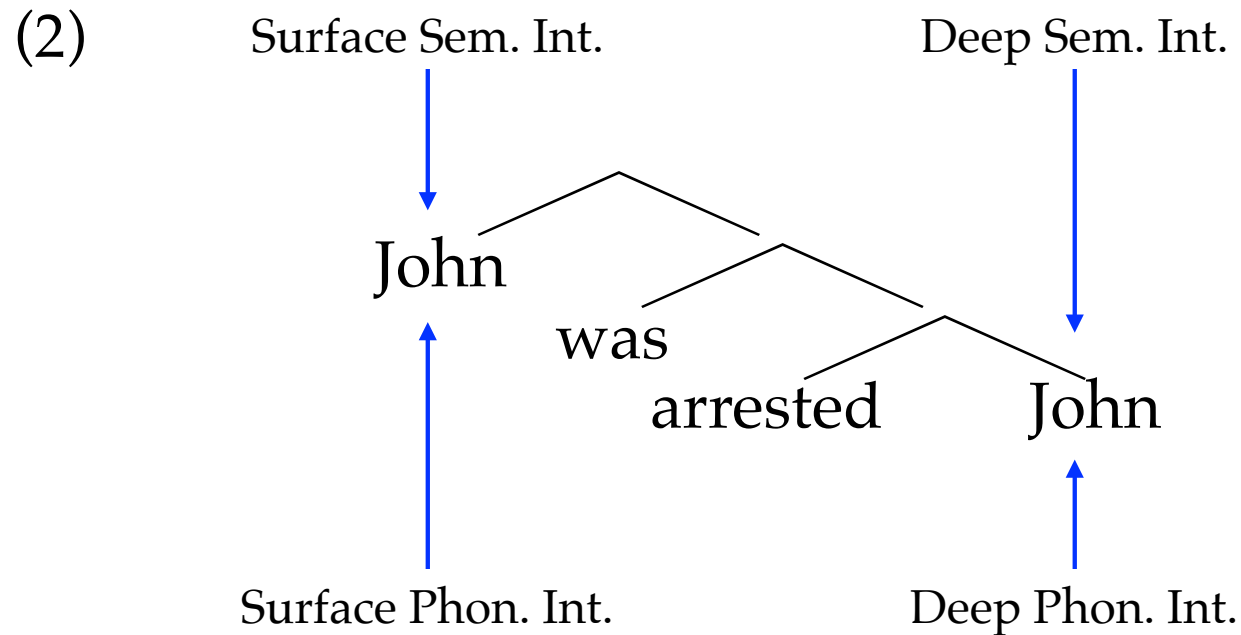 (2) Surface Sem. Int. Deep Sem. Int.
John
was
arrested John
Surface Phon. Int. Deep Phon. Int.